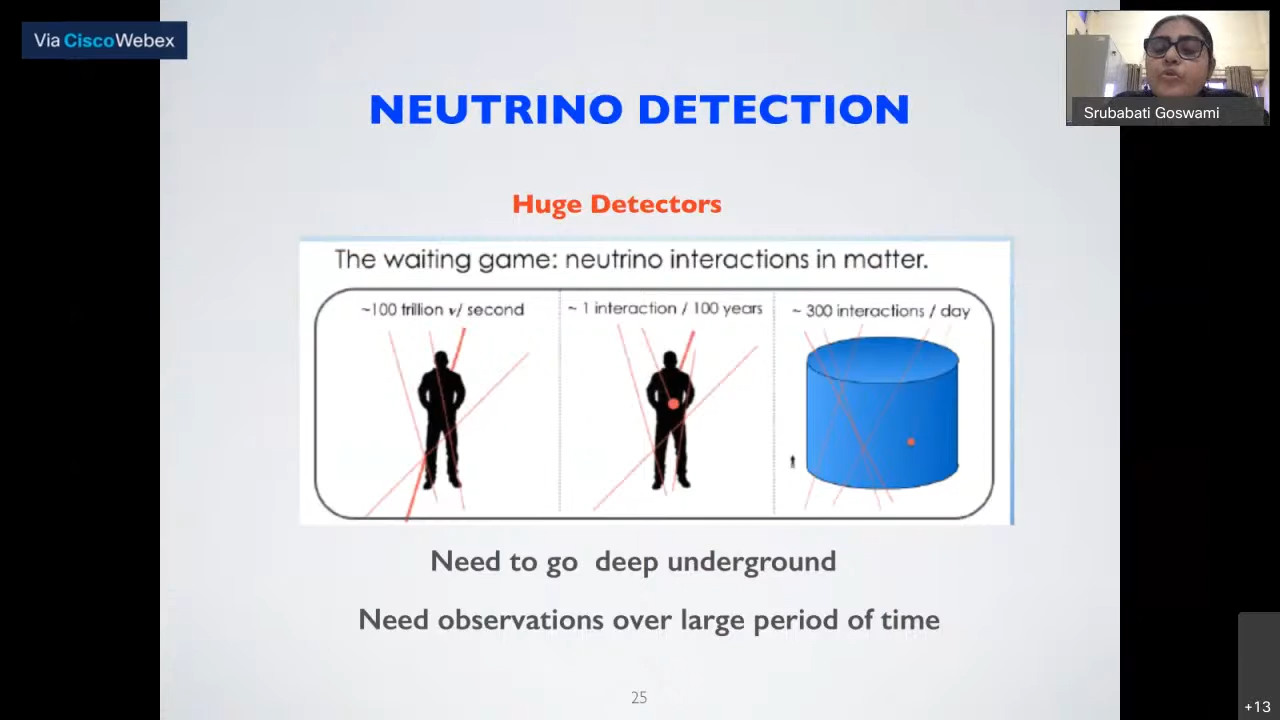 Via Cisco Webex
Srubabati Goswami
NEUTRINO DETECTION
Huge Detectors
The waiting game: neutrino interactions in matter.
~100 trillion ν/ second
~ 1 interaction / 100 years
~ 300 interactions / day
Need to go deep underground
Need observations over large period of time
25
+13